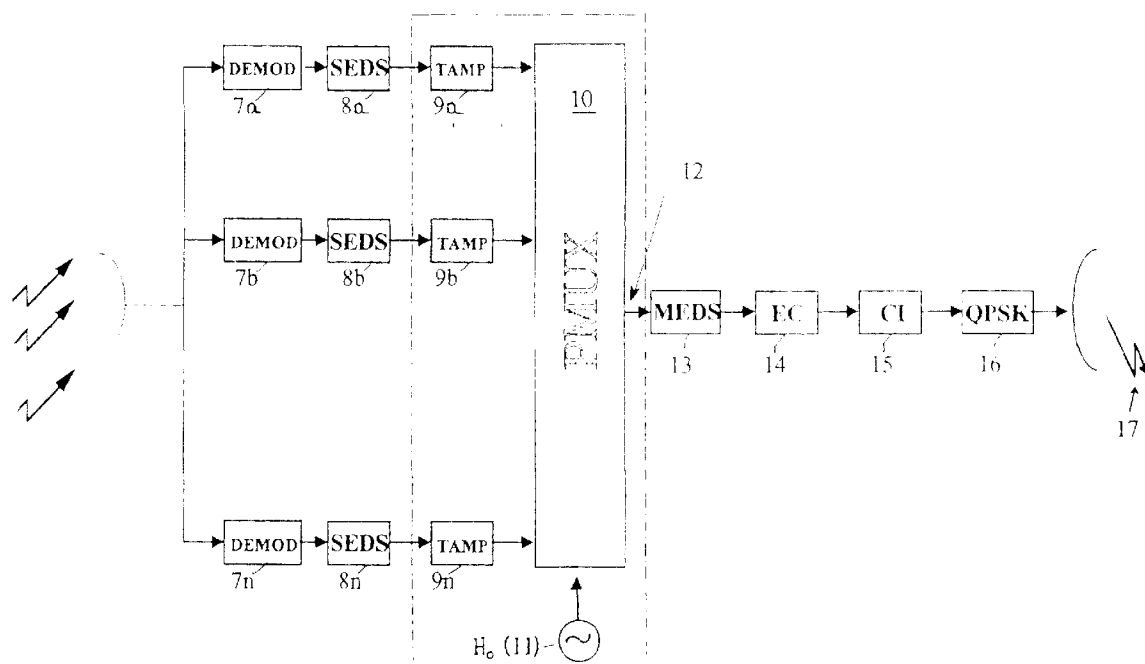 DEMOD SEDS TAMP
7a 8a 9a 10
12
DEMOD SEDS TAMP
7b 8b 9b
PMUX
MEDS EC CI QPSK
13 14 15 16
17
DEMOD SEDS TAMP
7n 8n 9n
H₀ (11)